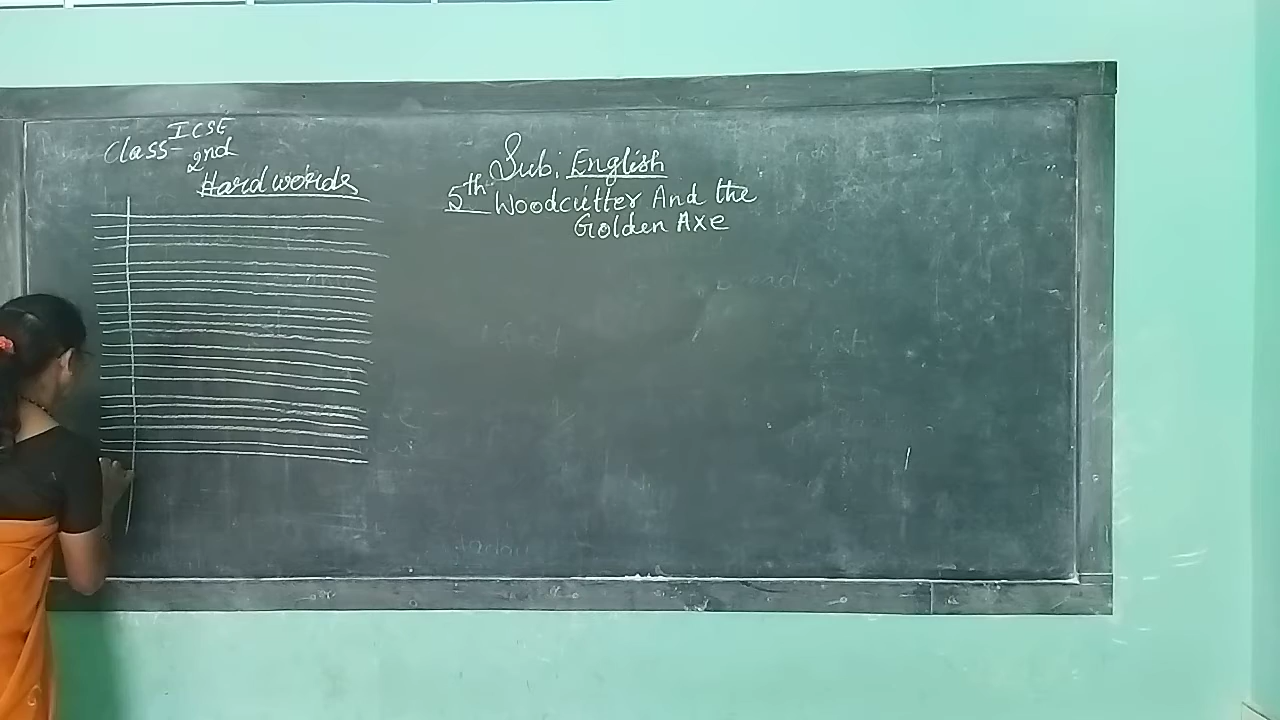 ICSE
Class- 2nd
Hard words
Sub: English
5th Woodcutter And the
Golden Axe